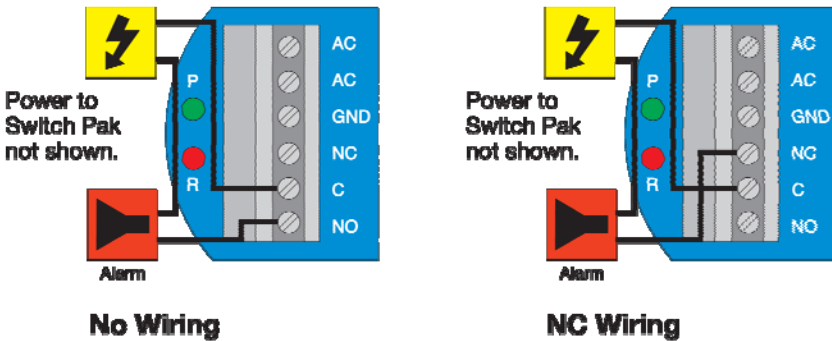 P
AC
AC
GND
NC
C
NO
R
Power to
Switch Pak
not shown.
Alarm
No Wiring
P
AC
AC
GND
NC
C
NO
R
Power to
Switch Pak
not shown.
Alarm
NC Wiring